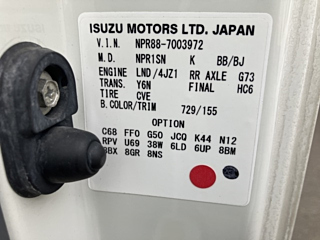 ISUZU MOTORS LTD. JAPAN
V.I.N. NPR88-7003972
M.D. NPR1SN K BB/BJ
ENGINE LND/4JZ1 RR AXLE G73
TRANS. Y6N FINAL HC6
TIRE CVE
B.COLOR/TRIM 729/155
OPTION
C68 FF0 G50 JCQ K44 N12
RPV U69 38W 6LD 6UP 8BM
8BX 8GR 8NS